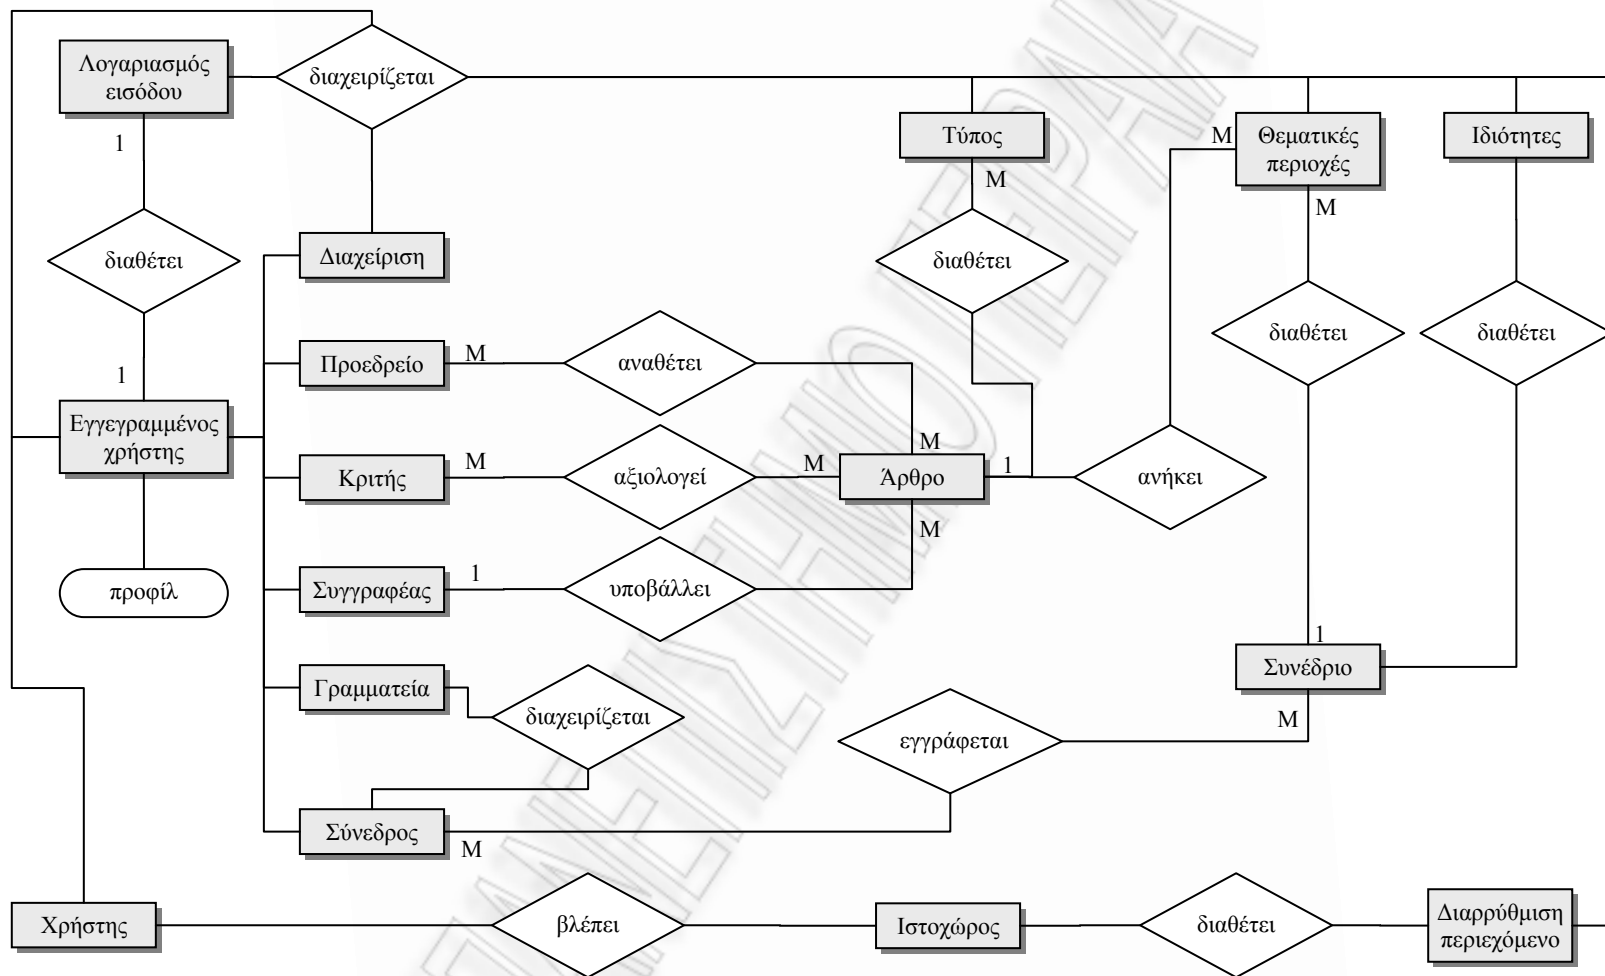 Λογαριασμός
εισόδου
διαχειρίζεται
1
Τύπος
M
Θεματικές
περιοχές
M
Ιδιότητες
M
διαθέτει
Διαχείριση
διαθέτει
διαθέτει
διαθέτει
1
Προεδρείο
M
αναθέτει
Εγγεγραμμένος
χρήστης
M
Κριτής
M
αξιολογεί
M
Άρθρο
1
ανήκει
M
προφίλ
Συγγραφέας
1
υποβάλλει
1
Συνέδριο
M
Γραμματεία
διαχειρίζεται
εγγράφεται
Σύνεδρος
M
Χρήστης
βλέπει
Ιστοχώρος
διαθέτει
Διαρρύθμιση
περιεχόμενο
ΠΑΝΕΠΙΣΤΗΜΙΟ ΠΕΙΡΑΙΑ